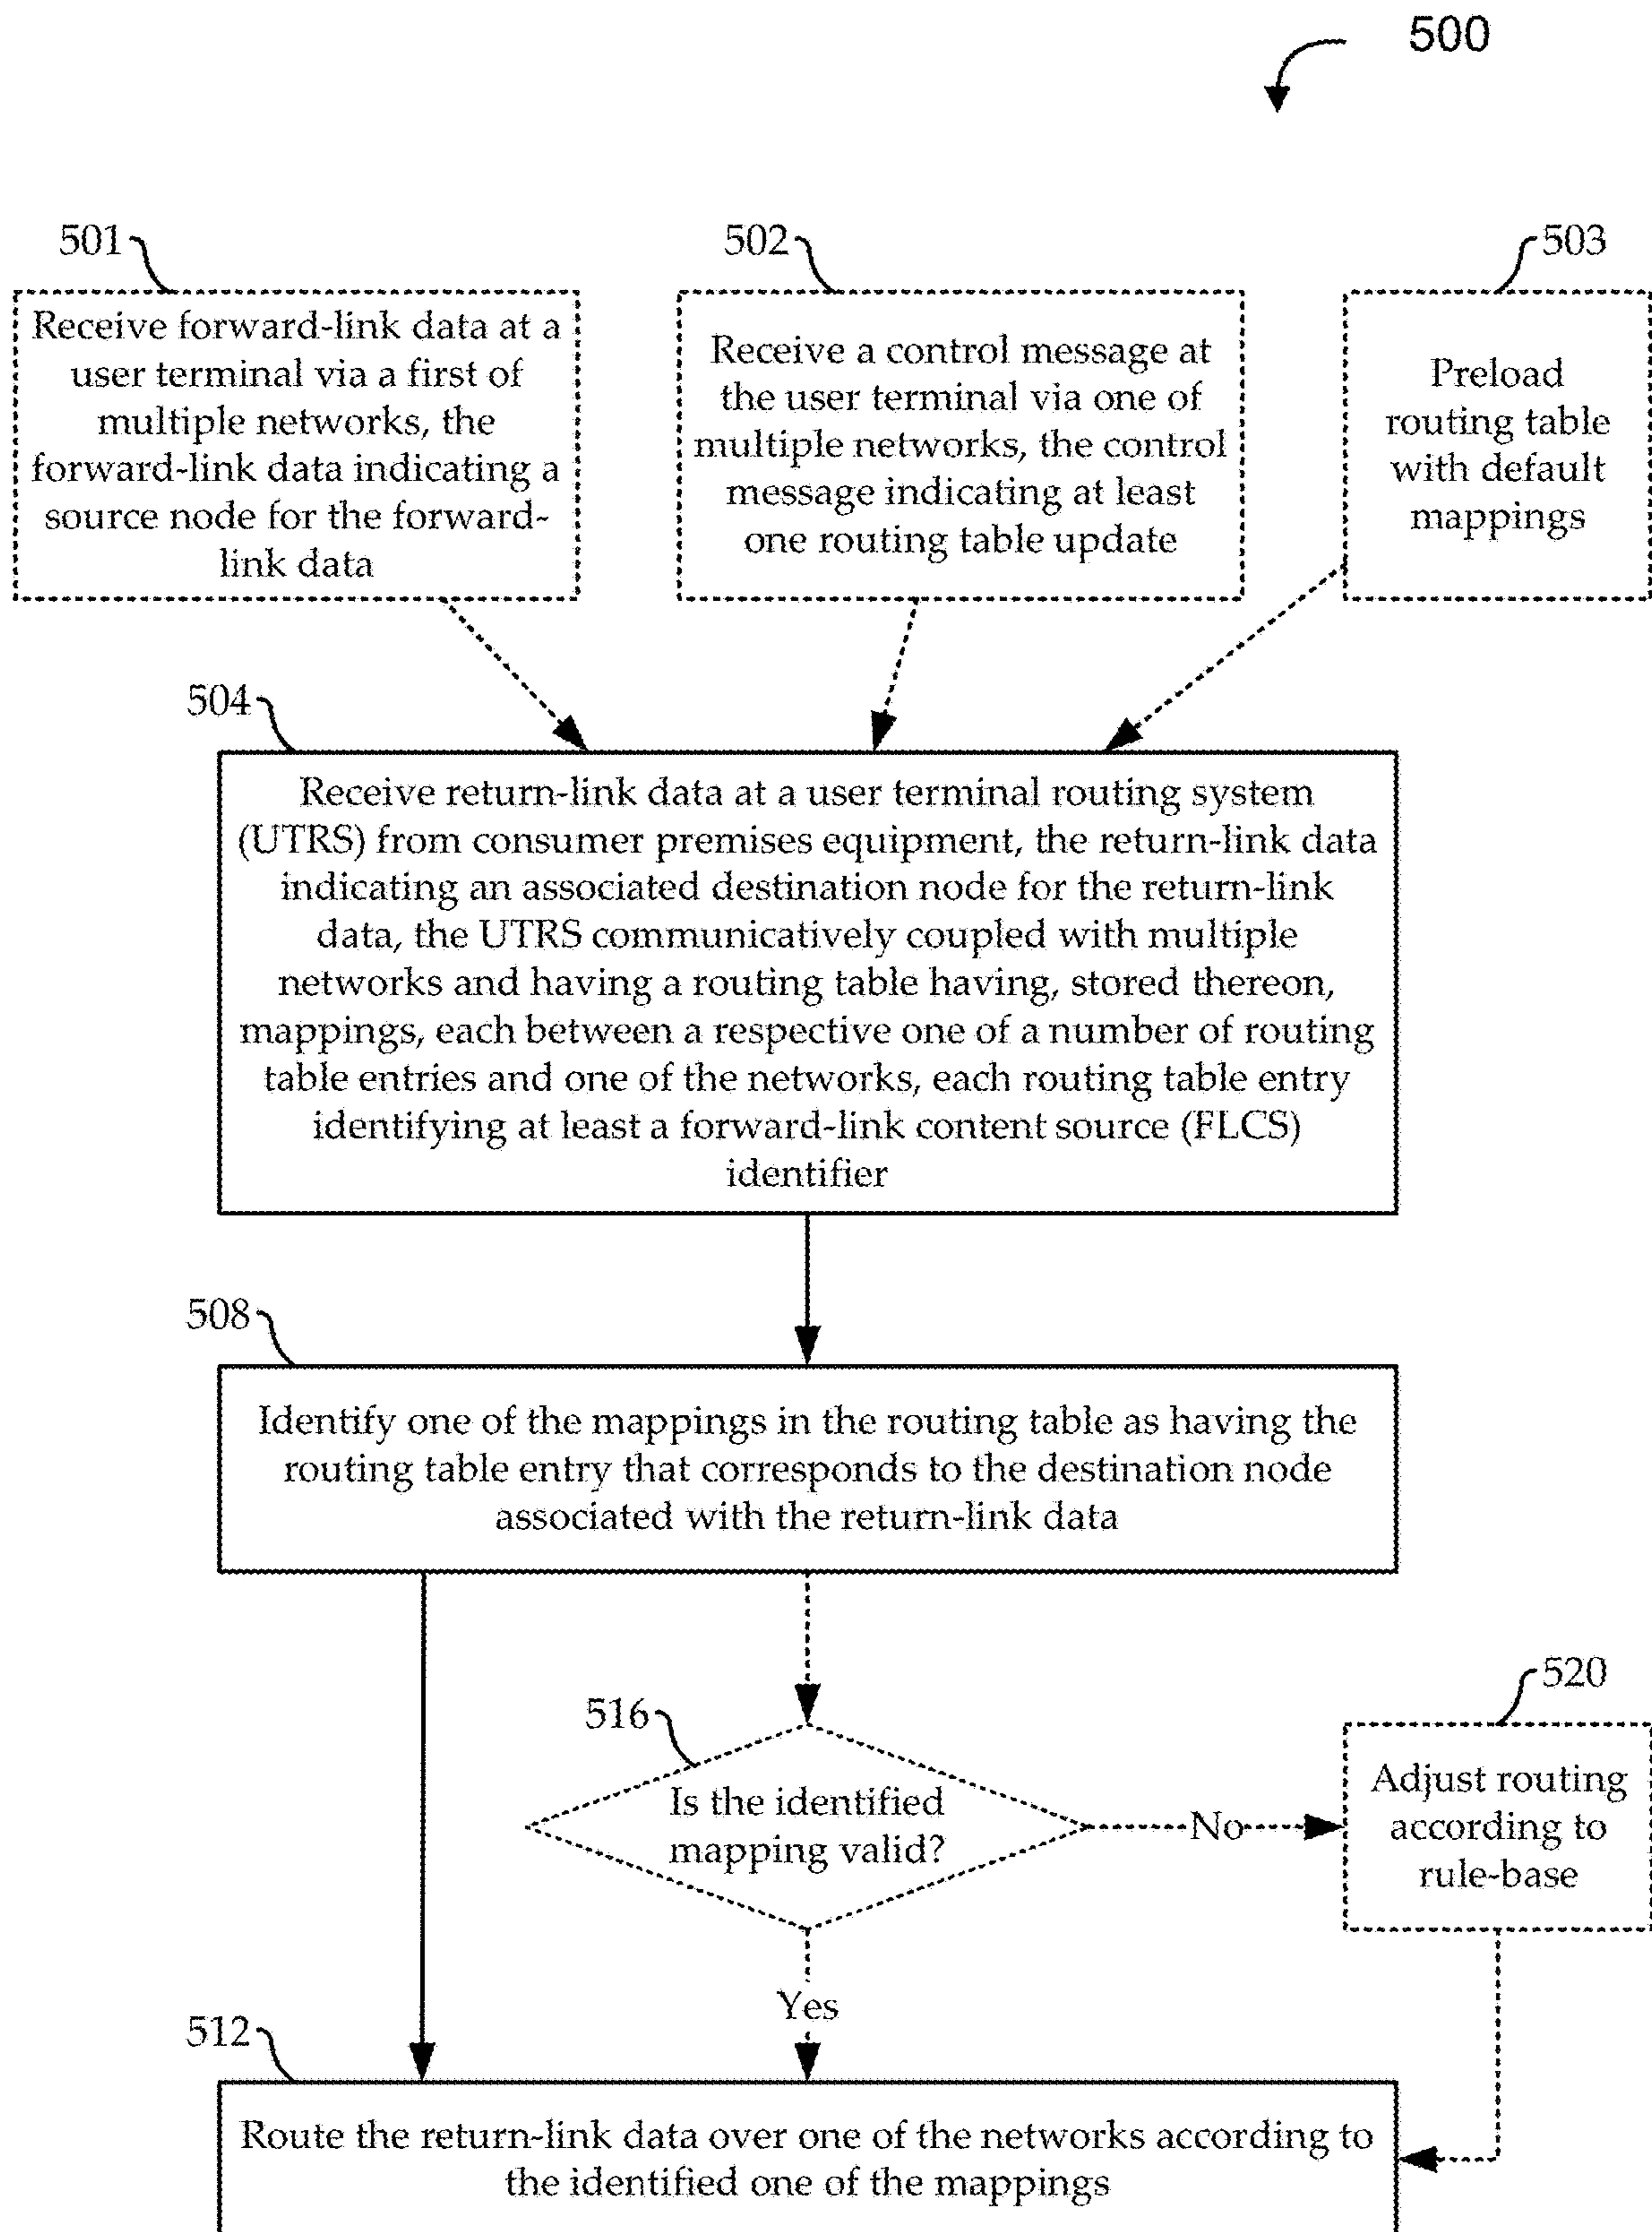 500
501
502
503
Receive forward-link data at a
user terminal via a first of
multiple networks, the
forward-link data indicating a
source node for the forward-
link data
Receive a control message at
the user terminal via one of
multiple networks, the control
message indicating at least
one routing table update
Preload
routing table
with default
mappings
504
Receive return-link data at a user terminal routing system
(UTRS) from consumer premises equipment, the return-link data
indicating an associated destination node for the return-link
data, the UTRS communicatively coupled with multiple
networks and having a routing table having, stored thereon,
mappings, each between a respective one of a number of routing
table entries and one of the networks, each routing table entry
identifying at least a forward-link content source (FLCS)
identifier
508
Identify one of the mappings in the routing table as having the
routing table entry that corresponds to the destination node
associated with the return-link data
516
Is the identified
mapping valid?
No
520
Adjust routing
according to
rule-base
Yes
512
Route the return-link data over one of the networks according to
the identified one of the mappings